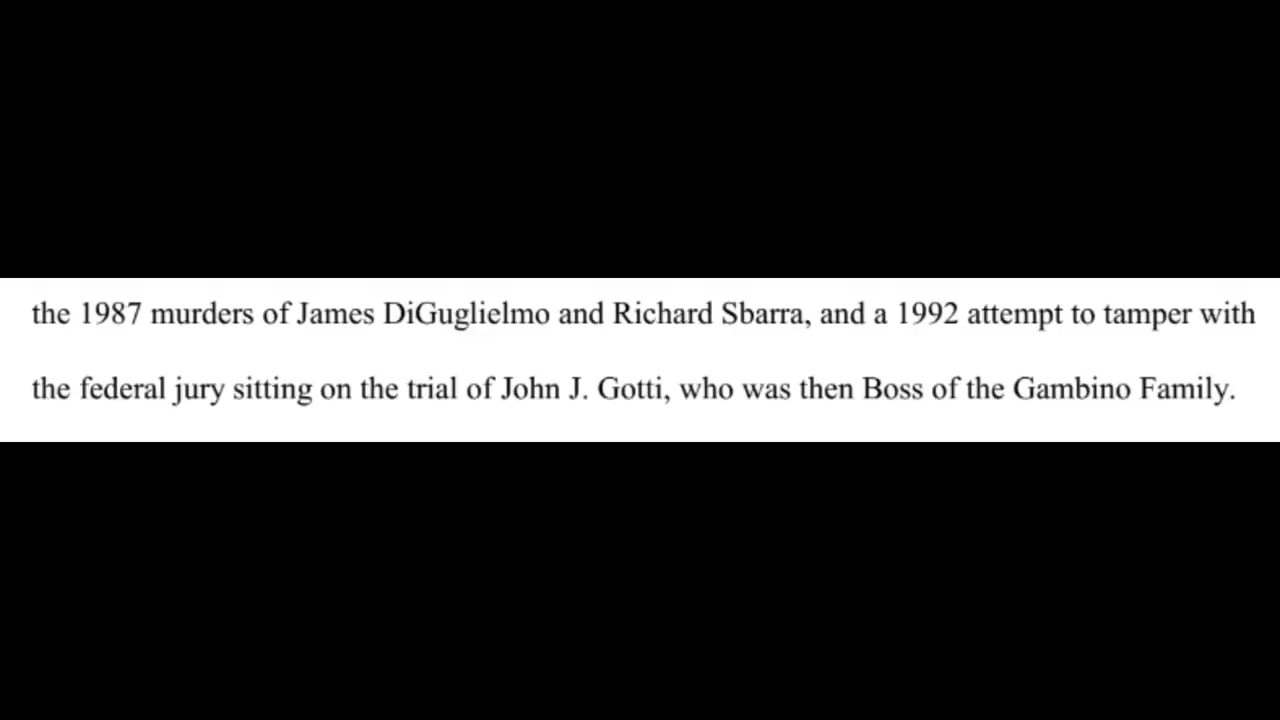 the 1987 murders of James DiGuglielmo and Richard Sbarra, and a 1992 attempt to tamper with
the federal jury sitting on the trial of John J. Gotti, who was then Boss of the Gambino Family.